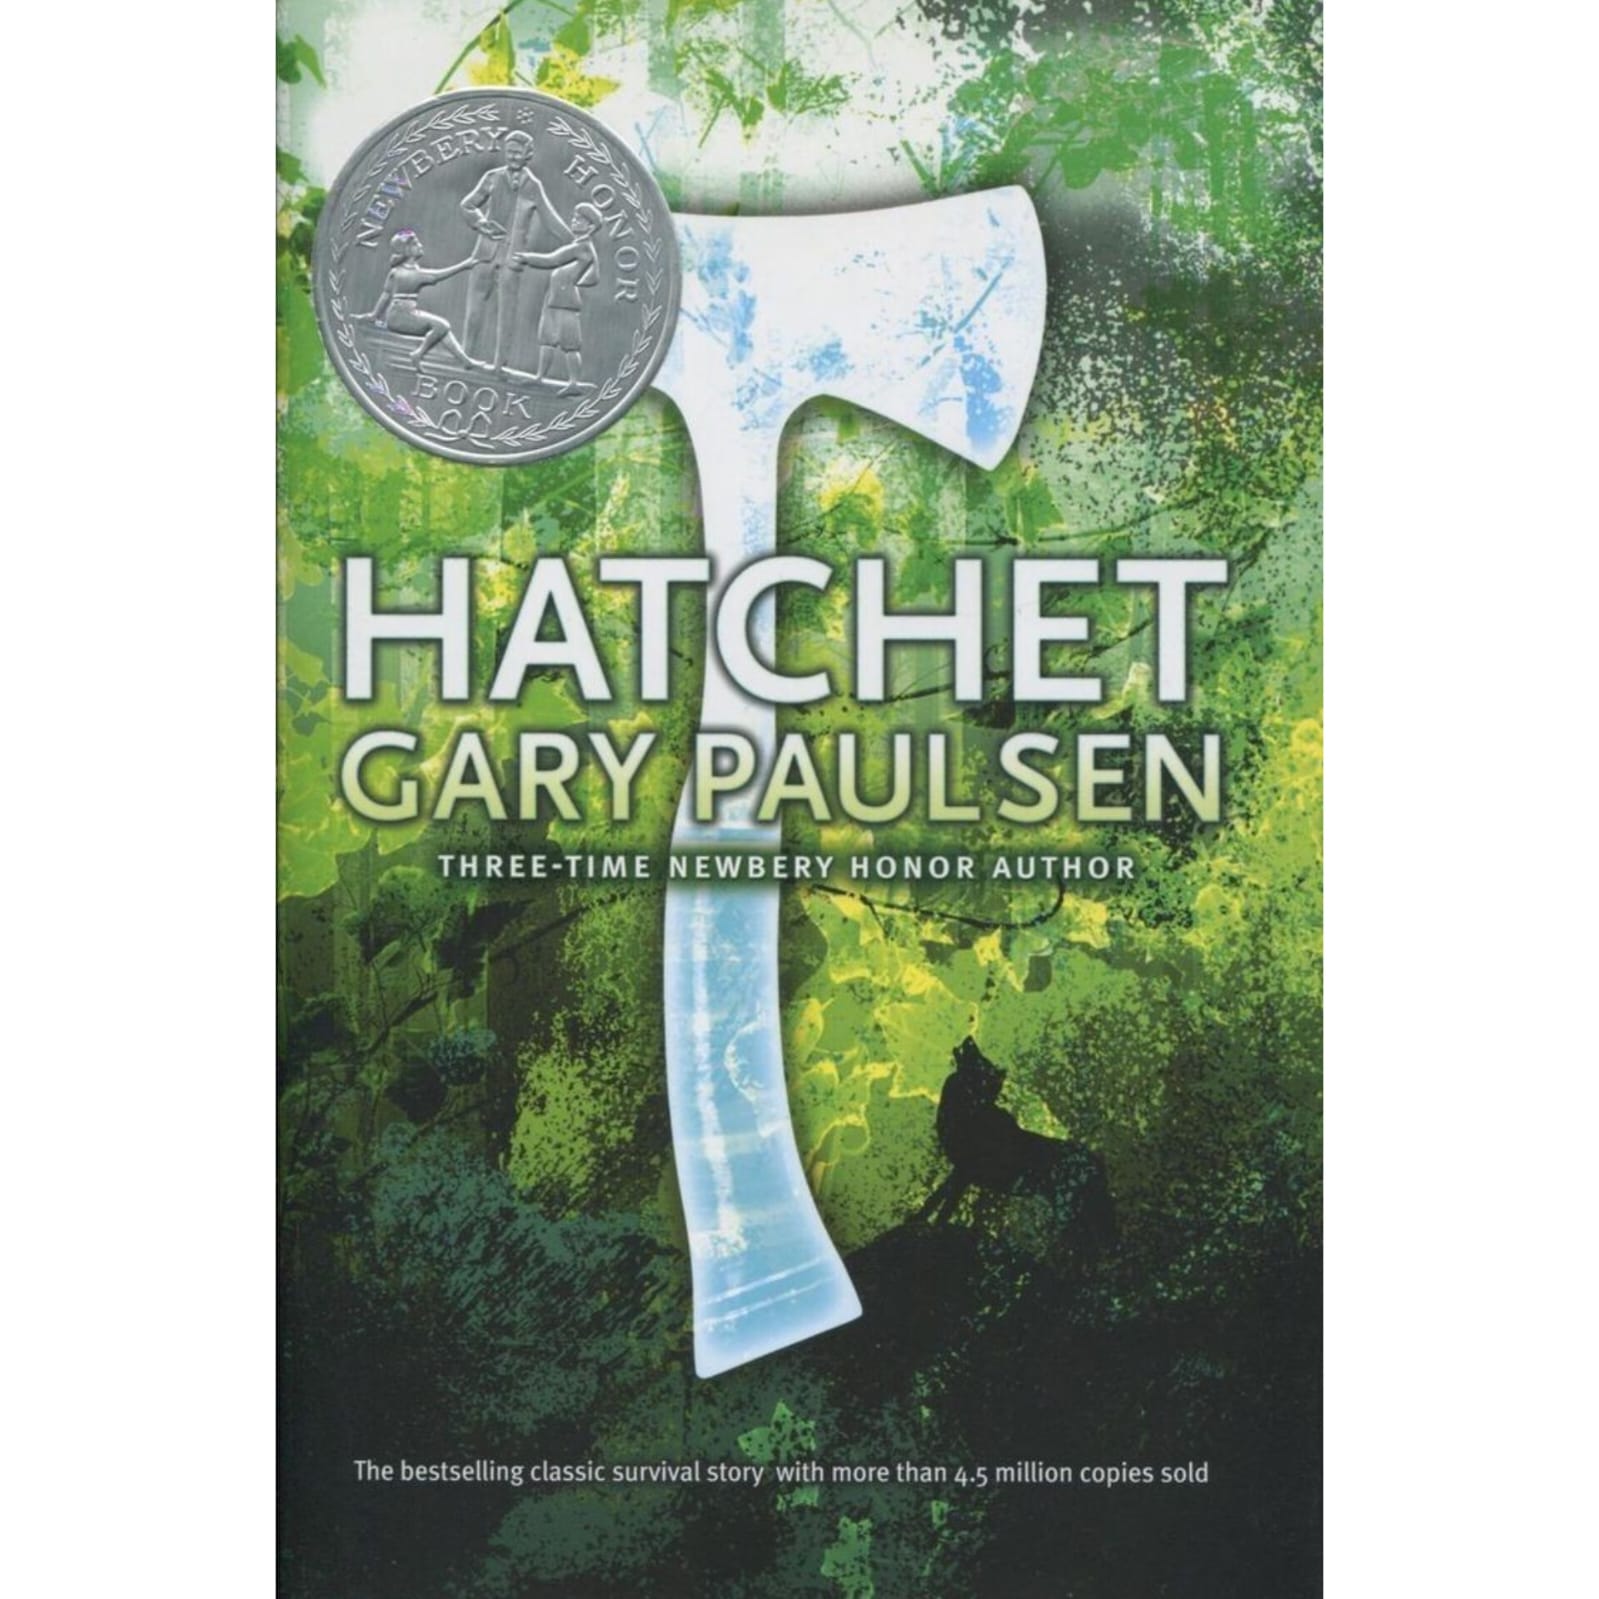 NEWBERY HONOR
BOOK
HATCHET
GARY PAULSEN
THREE-TIME NEWBERY HONOR AUTHOR
The bestselling classic survival story with more than 4.5 million copies sold